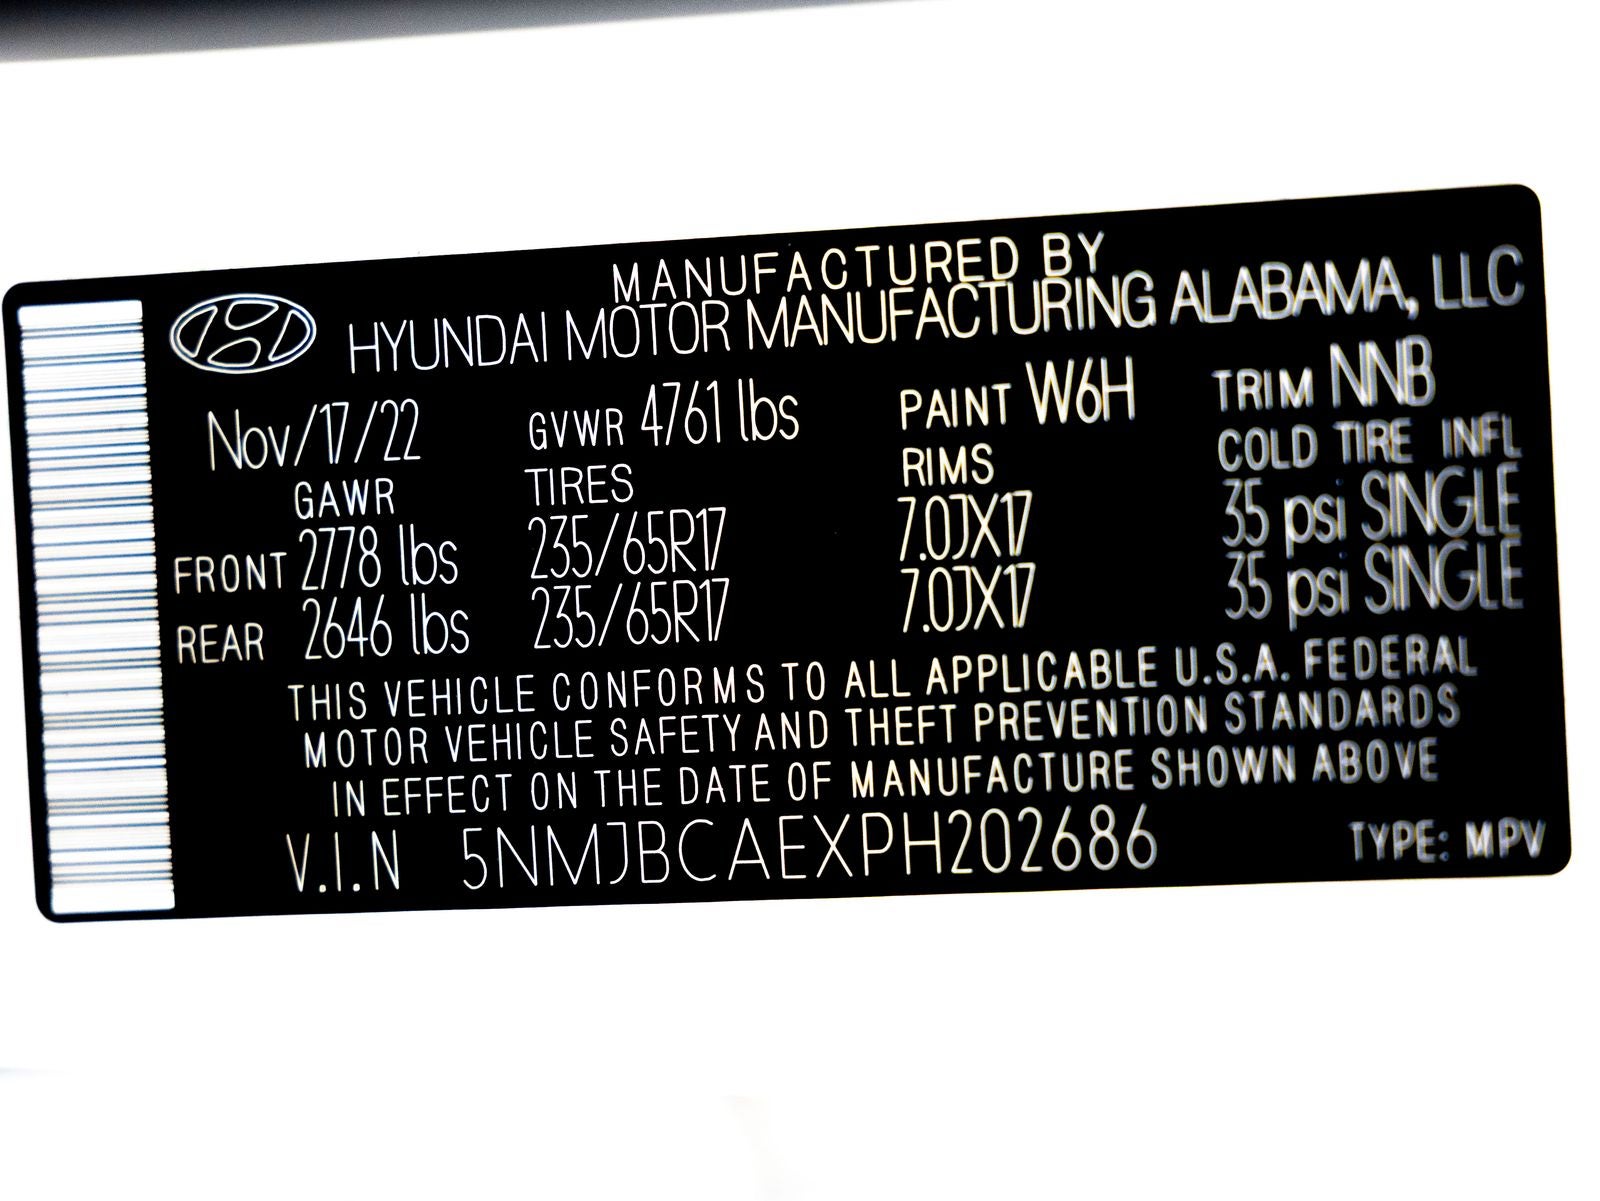 MANUFACTURED BY
HYUNDAI MOTOR MANUFACTURING ALABAMA, LLC
Nov/17/22 GVWR 4761 lbs PAINT W6H TRIM NNB
GAWR TIRES RIMS COLD TIRE INFL
FRONT 2778 lbs 235/65R17 7.0JX17 35 psi SINGLE
REAR 2646 lbs 235/65R17 7.0JX17 35 psi SINGLE
THIS VEHICLE CONFORMS TO ALL APPLICABLE U.S.A. FEDERAL
MOTOR VEHICLE SAFETY AND THEFT PREVENTION STANDARDS
IN EFFECT ON THE DATE OF MANUFACTURE SHOWN ABOVE
V.I.N 5NMJBCAEXPH202686 TYPE: MPV